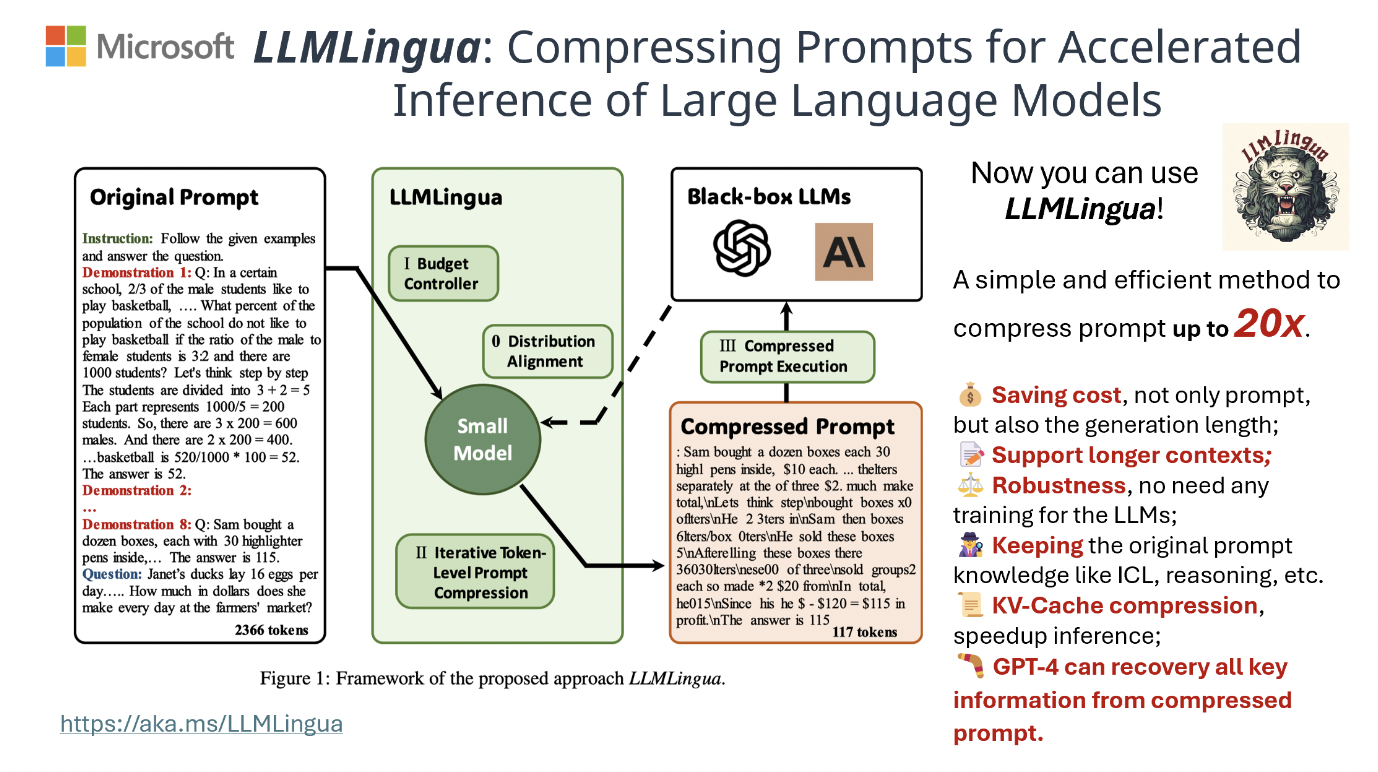 Microsoft
LLMLingua: Compressing Prompts for Accelerated
Inference of Large Language Models
Original Prompt
Instruction: Follow the given examples
and answer the question.
Demonstration 1: Q: In a certain
school, 2/3 of the male students like to
play basketball, …. What percent of the
population of the school do not like to
play basketball if the ratio of the male to
female students is 3:2 and there are
1000 students? Let's think step by step
The students are divided into 3 + 2 = 5
Each part represents 1000/5 = 200
students. So, there are 3 x 200 = 600
males. And there are 2 x 200 = 400.
…basketball is 520/1000 * 100 = 52.
The answer is 52.
Demonstration 2:
…
Demonstration 8: Q: Sam bought a
dozen boxes, each with 30 highlighter
pens inside,… The answer is 115.
Question: Janet's ducks lay 16 eggs per
day….. How much in dollars does she
make every day at the farmers' market?
2366 tokens
LLMLingua
I Budget
Controller
0 Distribution
Alignment
Small
Model
II Iterative Token-
Level Prompt
Compression
Black-box LLMs
A\
III Compressed
Prompt Execution
Compressed Prompt
: Sam bought a dozen boxes each 30
highl pens inside, $10 each. ... thelters
separately at the of three $2. much make
total,\nLets think step\nbought boxes x0
oflters\nHe 2 3ters in\nSam then boxes
6lters/box 0ters\nHe sold these boxes
5\nAfterelling these boxes there
36030lters\nese00 of three\nsold groups2
each so made *2 $20 from\nIn total,
he015\nSince his he $ - $120 = $115 in
profit.\nThe answer is 115
117 tokens
Figure 1: Framework of the proposed approach LLMLingua.
https://aka.ms/LLMLingua
Now you can use
LLMLingua!
LLMLingua
A simple and efficient method to
compress prompt up to 20x.
💰 Saving cost, not only prompt,
but also the generation length;
📝 Support longer contexts;
⚖️ Robustness, no need any
training for the LLMs;
🕵️ Keeping the original prompt
knowledge like ICL, reasoning, etc.
📜 KV-Cache compression,
speedup inference;
🪃 GPT-4 can recovery all key
information from compressed
prompt.